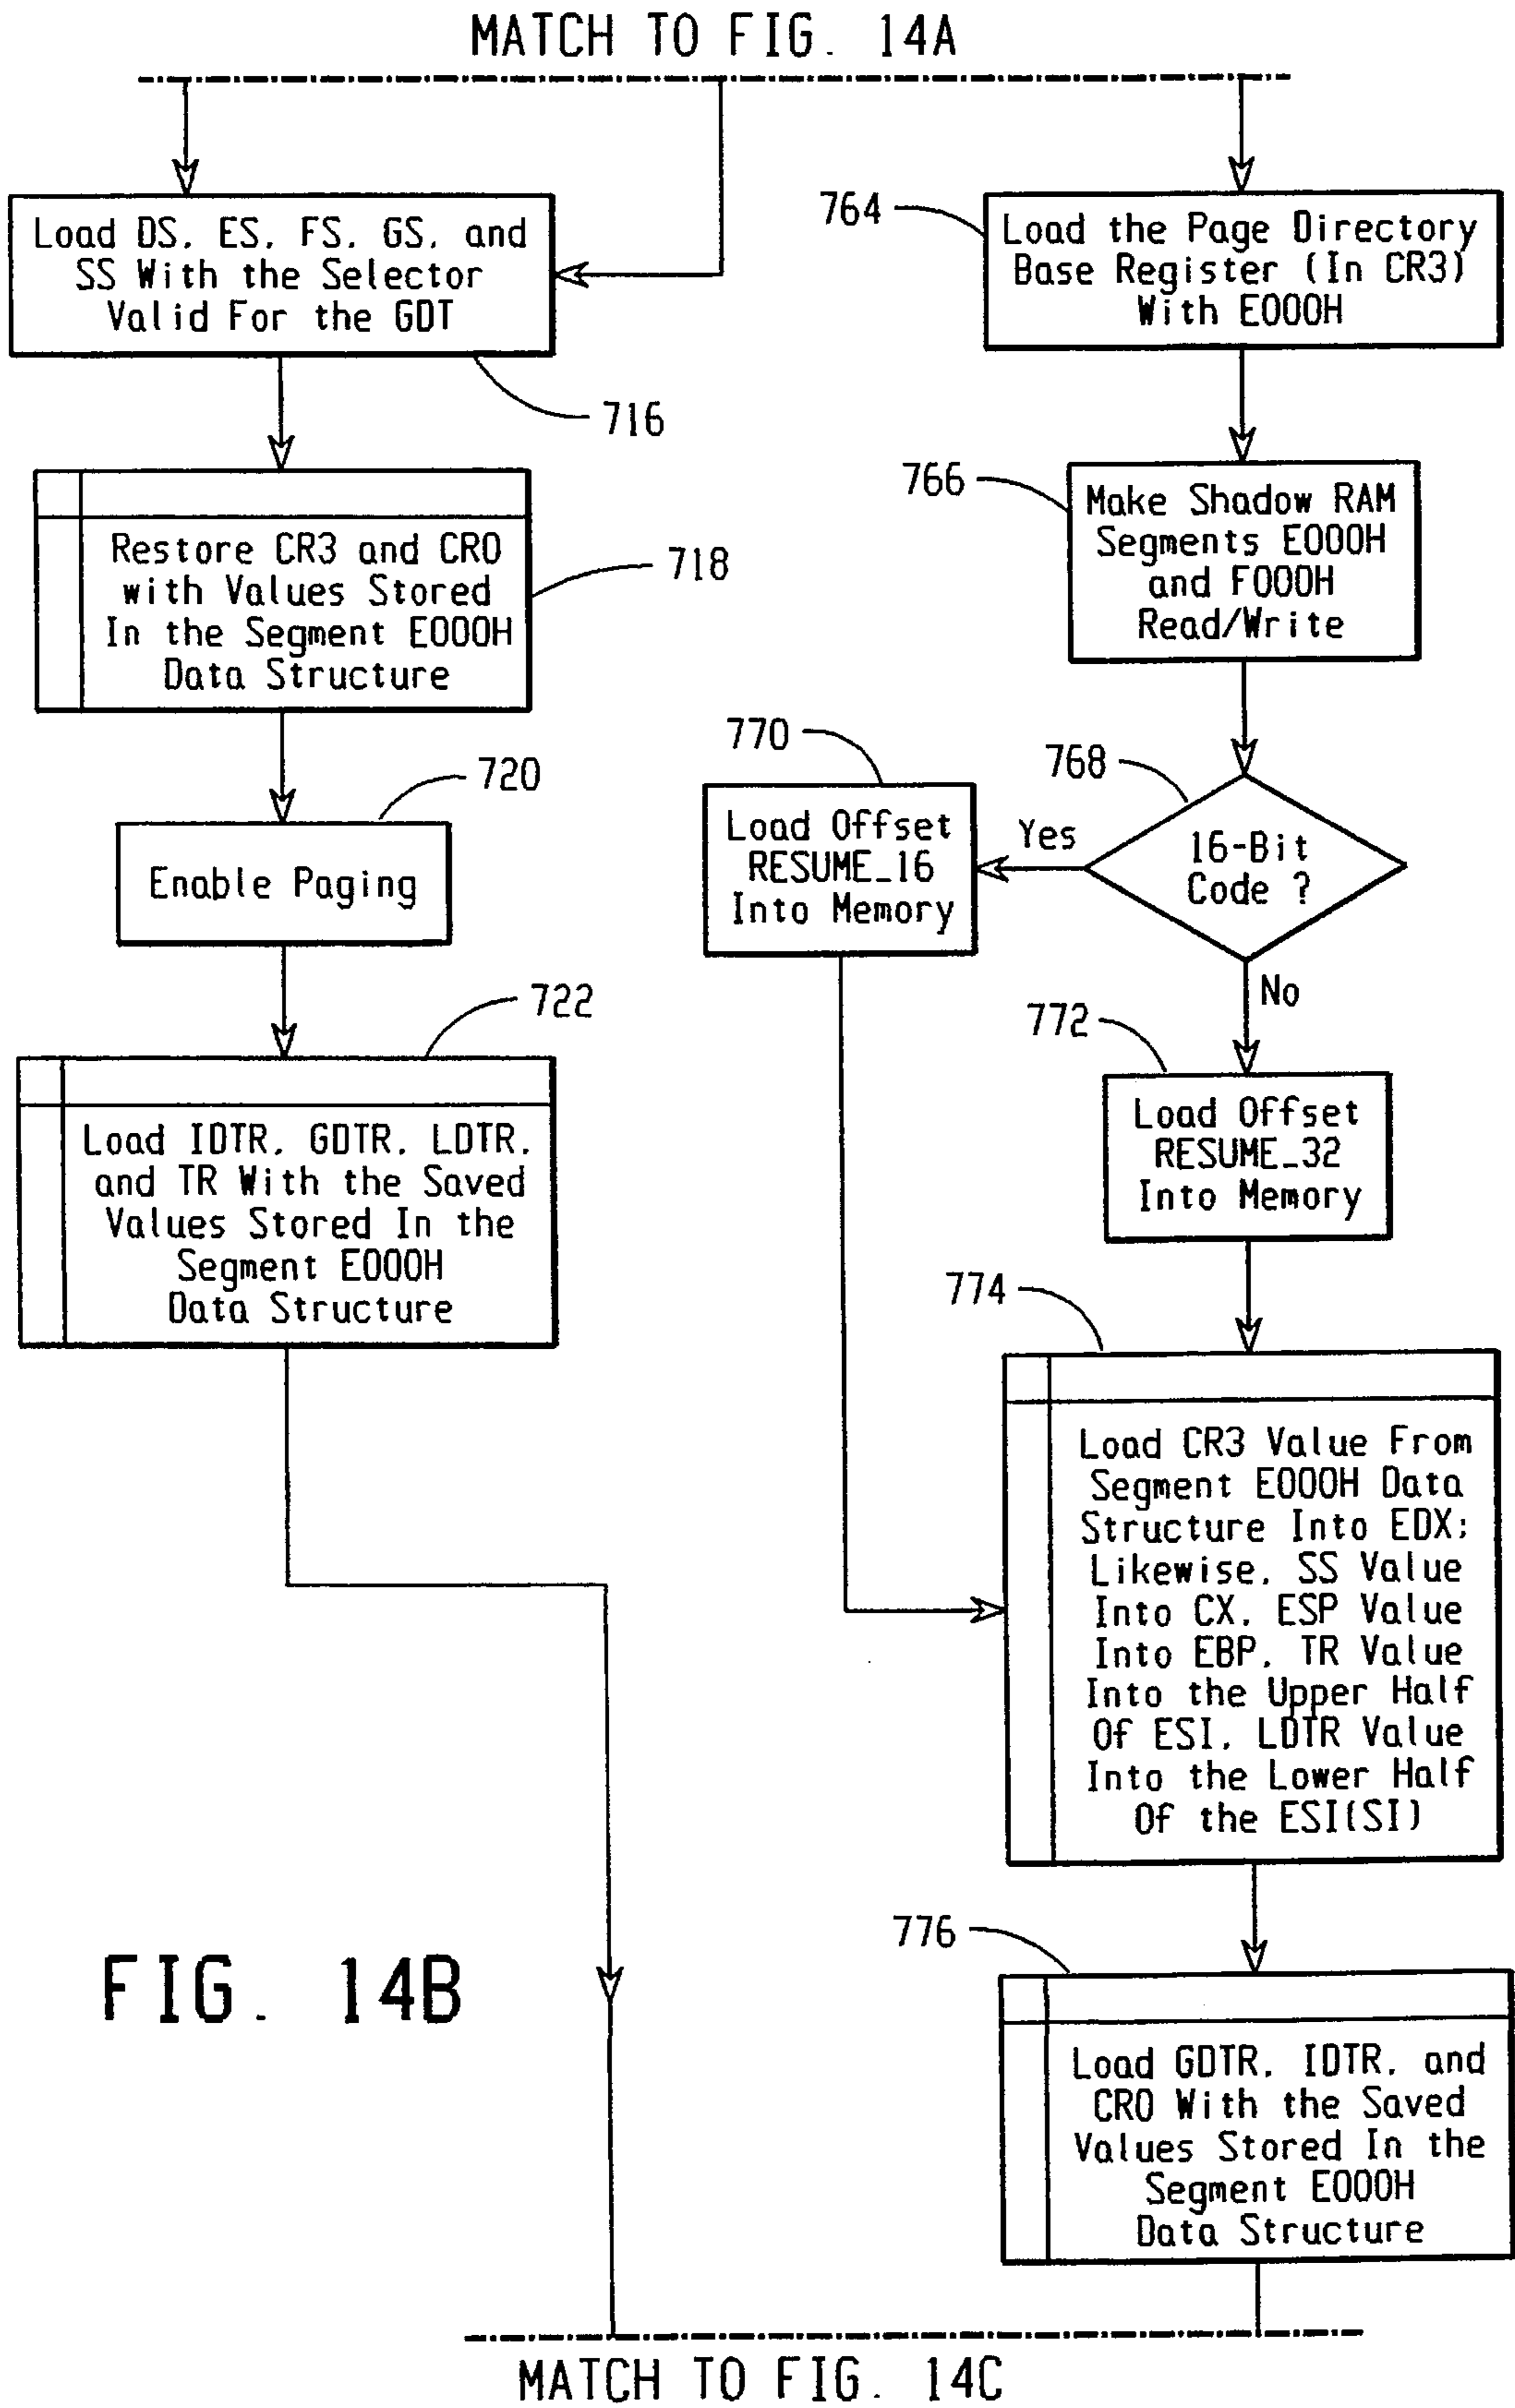 MATCH TO FIG. 14A
Load DS, ES, FS, GS, and
SS With the Selector
Valid For the GDT
716
Restore CR3 and CR0
with Values Stored
In the Segment E000H
Data Structure
718
720
Enable Paging
722
Load IDTR, GDTR, LDTR,
and TR With the Saved
Values Stored In the
Segment E000H
Data Structure
764
Load the Page Directory
Base Register (In CR3)
With E000H
766
Make Shadow RAM
Segments E000H
and F000H
Read/Write
768
16-Bit
Code ?
Yes
770
Load Offset
RESUME_16
Into Memory
No
772
Load Offset
RESUME_32
Into Memory
774
Load CR3 Value From
Segment E000H Data
Structure Into EDX;
Likewise, SS Value
Into CX, ESP Value
Into EBP, TR Value
Into the Upper Half
Of ESI, LDTR Value
Into the Lower Half
Of the ESI(SI)
776
Load GDTR, IDTR, and
CR0 With the Saved
Values Stored In the
Segment E000H
Data Structure
FIG. 14B
MATCH TO FIG. 14C